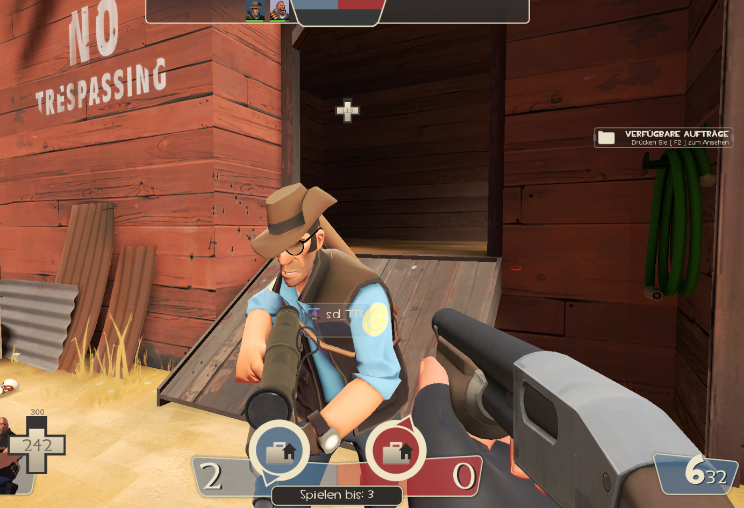 NO
TRESPASSING
VERFÜGBARE AUFTRÄGE
Drücken Sie [ F2 ] zum Ansehen
300
242
2
0
Spielen bis: 3
6 32